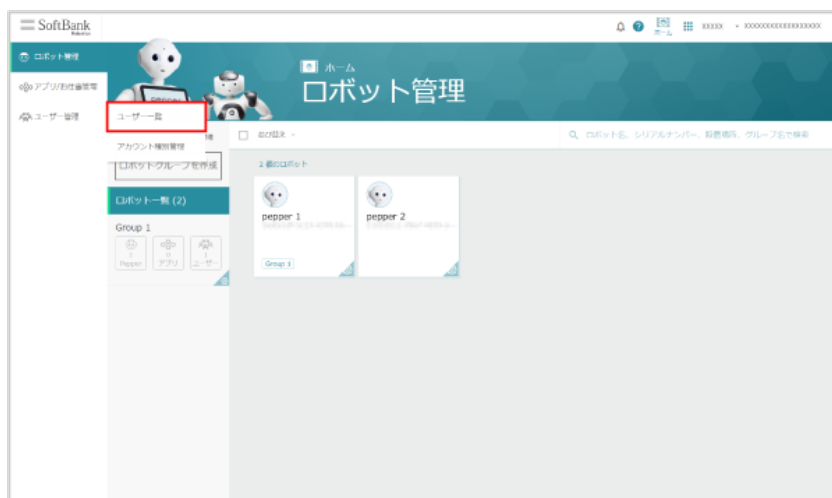 SoftBank
Robotics
ホーム
XXXXX
XXXXXXXXXXXXXXXXXXX
ロボット管理
アプリ/お仕事管理
ユーザー管理
ホーム
ロボット管理
ユーザー一覧
アカウント種別管理
ロボットグループを作成
並び替え
ロボット名、シリアルナンバー、設置場所、グループ名で検索
ロボット一覧 (2)
2 個のロボット
Group 1
1
Pepper
0
アプリ
1
ユーザー
pepper 1
Group 1
pepper 2